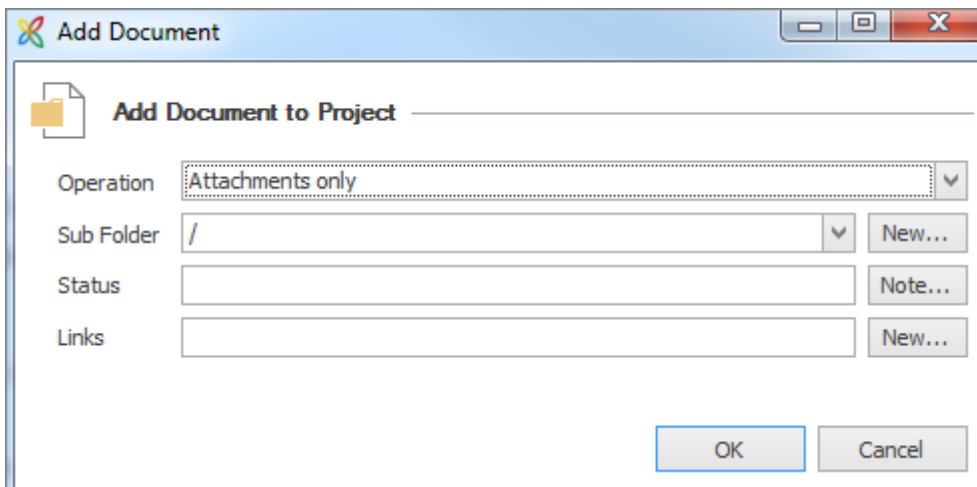 Add Document
Add Document to Project
Operation Attachments only
Sub Folder / New...
Status Note...
Links New...
OK Cancel